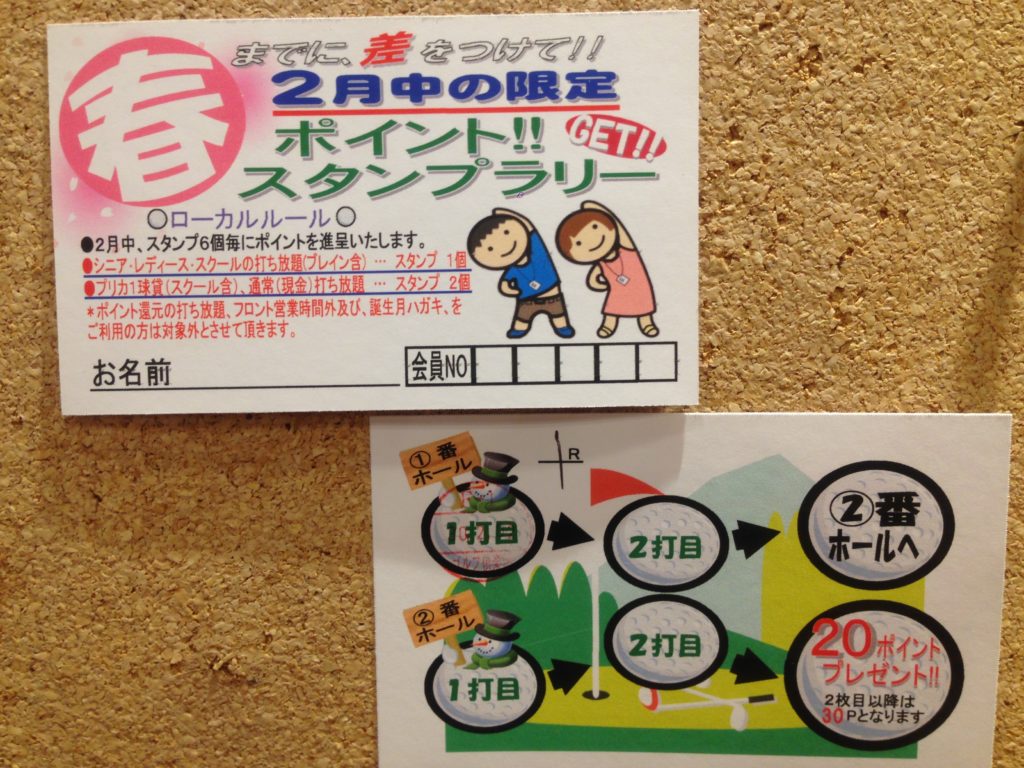 春
までに、差をつけて!!
2月中の限定
ポイント!! GET!!
スタンプラリー
○ローカルルール○
●2月中、スタンプ6個毎にポイントを進呈いたします。
●シニア・レディース・スクールの打ち放題(プレイン含) … スタンプ 1個
●プリカ1球貸(スクール含)、通常(現金)打ち放題 … スタンプ 2個
*ポイント還元の打ち放題、フロント営業時間外及び、誕生月ハガキ、を
ご利用の方は対象外とさせて頂きます。
お名前 会員NO
①番
ホール
R
1打目
2打目
②番
ホールへ
②番
ホール
1打目
2打目
20ポイント
プレゼント!!
2枚目以降は
30Pとなります